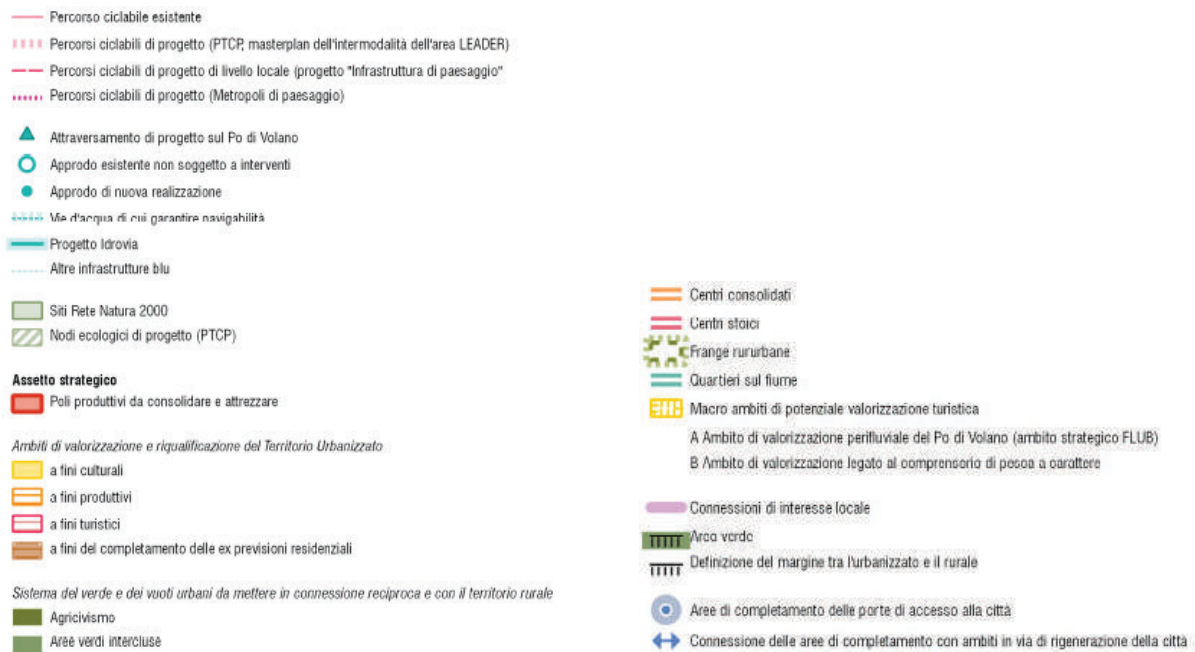 Percorso ciclabile esistente
Percorsi ciclabili di progetto (PTCP, masterplan dell'intermodalità dell'area LEADER)
Percorsi ciclabili di progetto di livello locale (progetto "Infrastruttura di paesaggio"
Percorsi ciclabili di progetto (Metropoli di paesaggio)
Attraversamento di progetto sul Po di Volano
Approdo esistente non soggetto a interventi
Approdo di nuova realizzazione
Vie d'acqua di cui garantire navigabilità
Progetto Idrovia
Altre infrastrutture blu
Siti Rete Natura 2000
Nodi ecologici di progetto (PTCP)
Assetto strategico
Poli produttivi da consolidare e attrezzare
Ambiti di valorizzazione e riqualificazione del Territorio Urbanizzato
a fini culturali
a fini produttivi
a fini turistici
a fini del completamento delle ex previsioni residenziali
Sistema del verde e dei vuoti urbani da mettere in connessione reciproca e con il territorio rurale
Agricivismo
Aree verdi intercluse
Centri consolidati
Centri stoici
Frange rururbane
Quartieri sul fiume
Macro ambiti di potenziale valorizzazione turistica
A Ambito di valorizzazione perifluviale del Po di Volano (ambito strategico FLUB)
B Ambito di valorizzazione legato al comprensorio di pesca a carattere
Connessioni di interesse locale
Area verde
Definizione del margine tra l'urbanizzato e il rurale
Aree di completamento delle porte di accesso alla città
Connessione delle aree di completamento con ambiti in via di rigenerazione della città